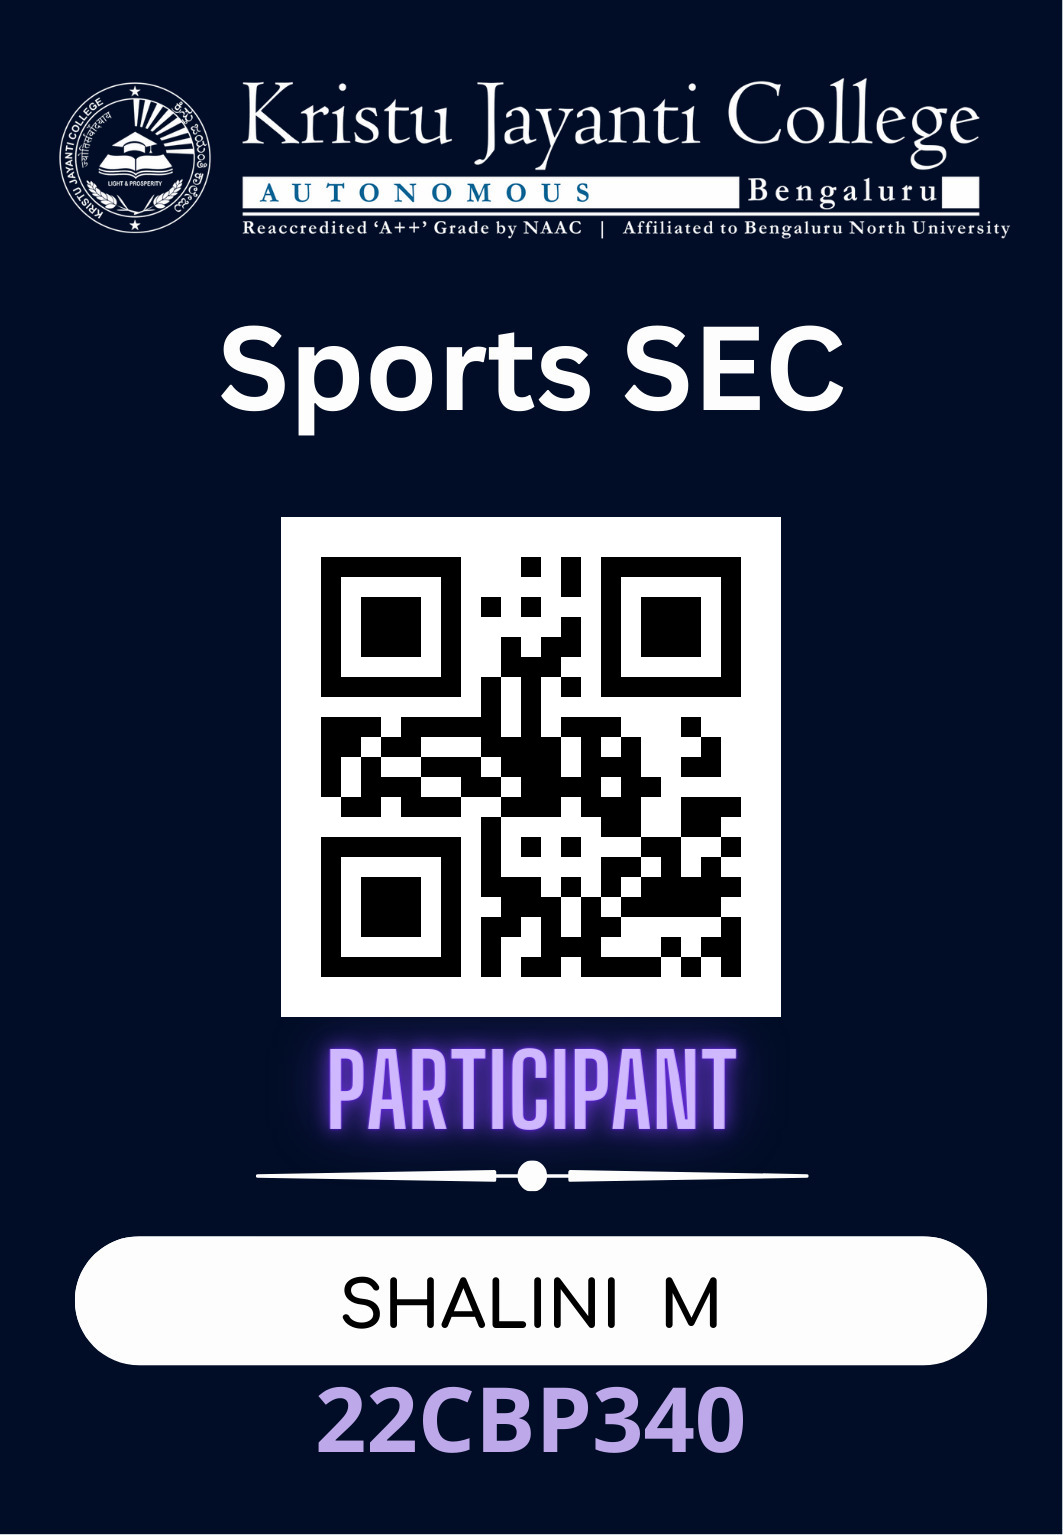 KRISTU JAYANTI COLLEGE
ಕ್ರಿಸ್ತು ಜಯಂತಿ ಕಾಲೇಜು
LIGHT & PROSPERITY
Kristu Jayanti College
AUTONOMOUS Bengaluru
Reaccredited ‘A++’ Grade by NAAC | Affiliated to Bengaluru North University
Sports SEC
PARTICIPANT
SHALINI M
22CBP340